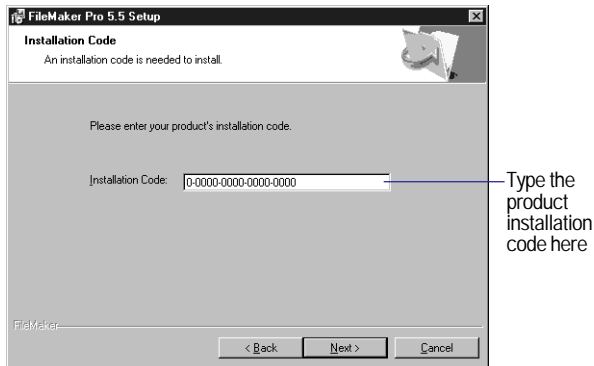 FileMaker Pro 5.5 Setup
Installation Code
An installation code is needed to install.
Please enter your product's installation code.
Installation Code: 0-0000-0000-0000-0000
Type the
product
installation
code here
FileMaker
< Back Next > Cancel